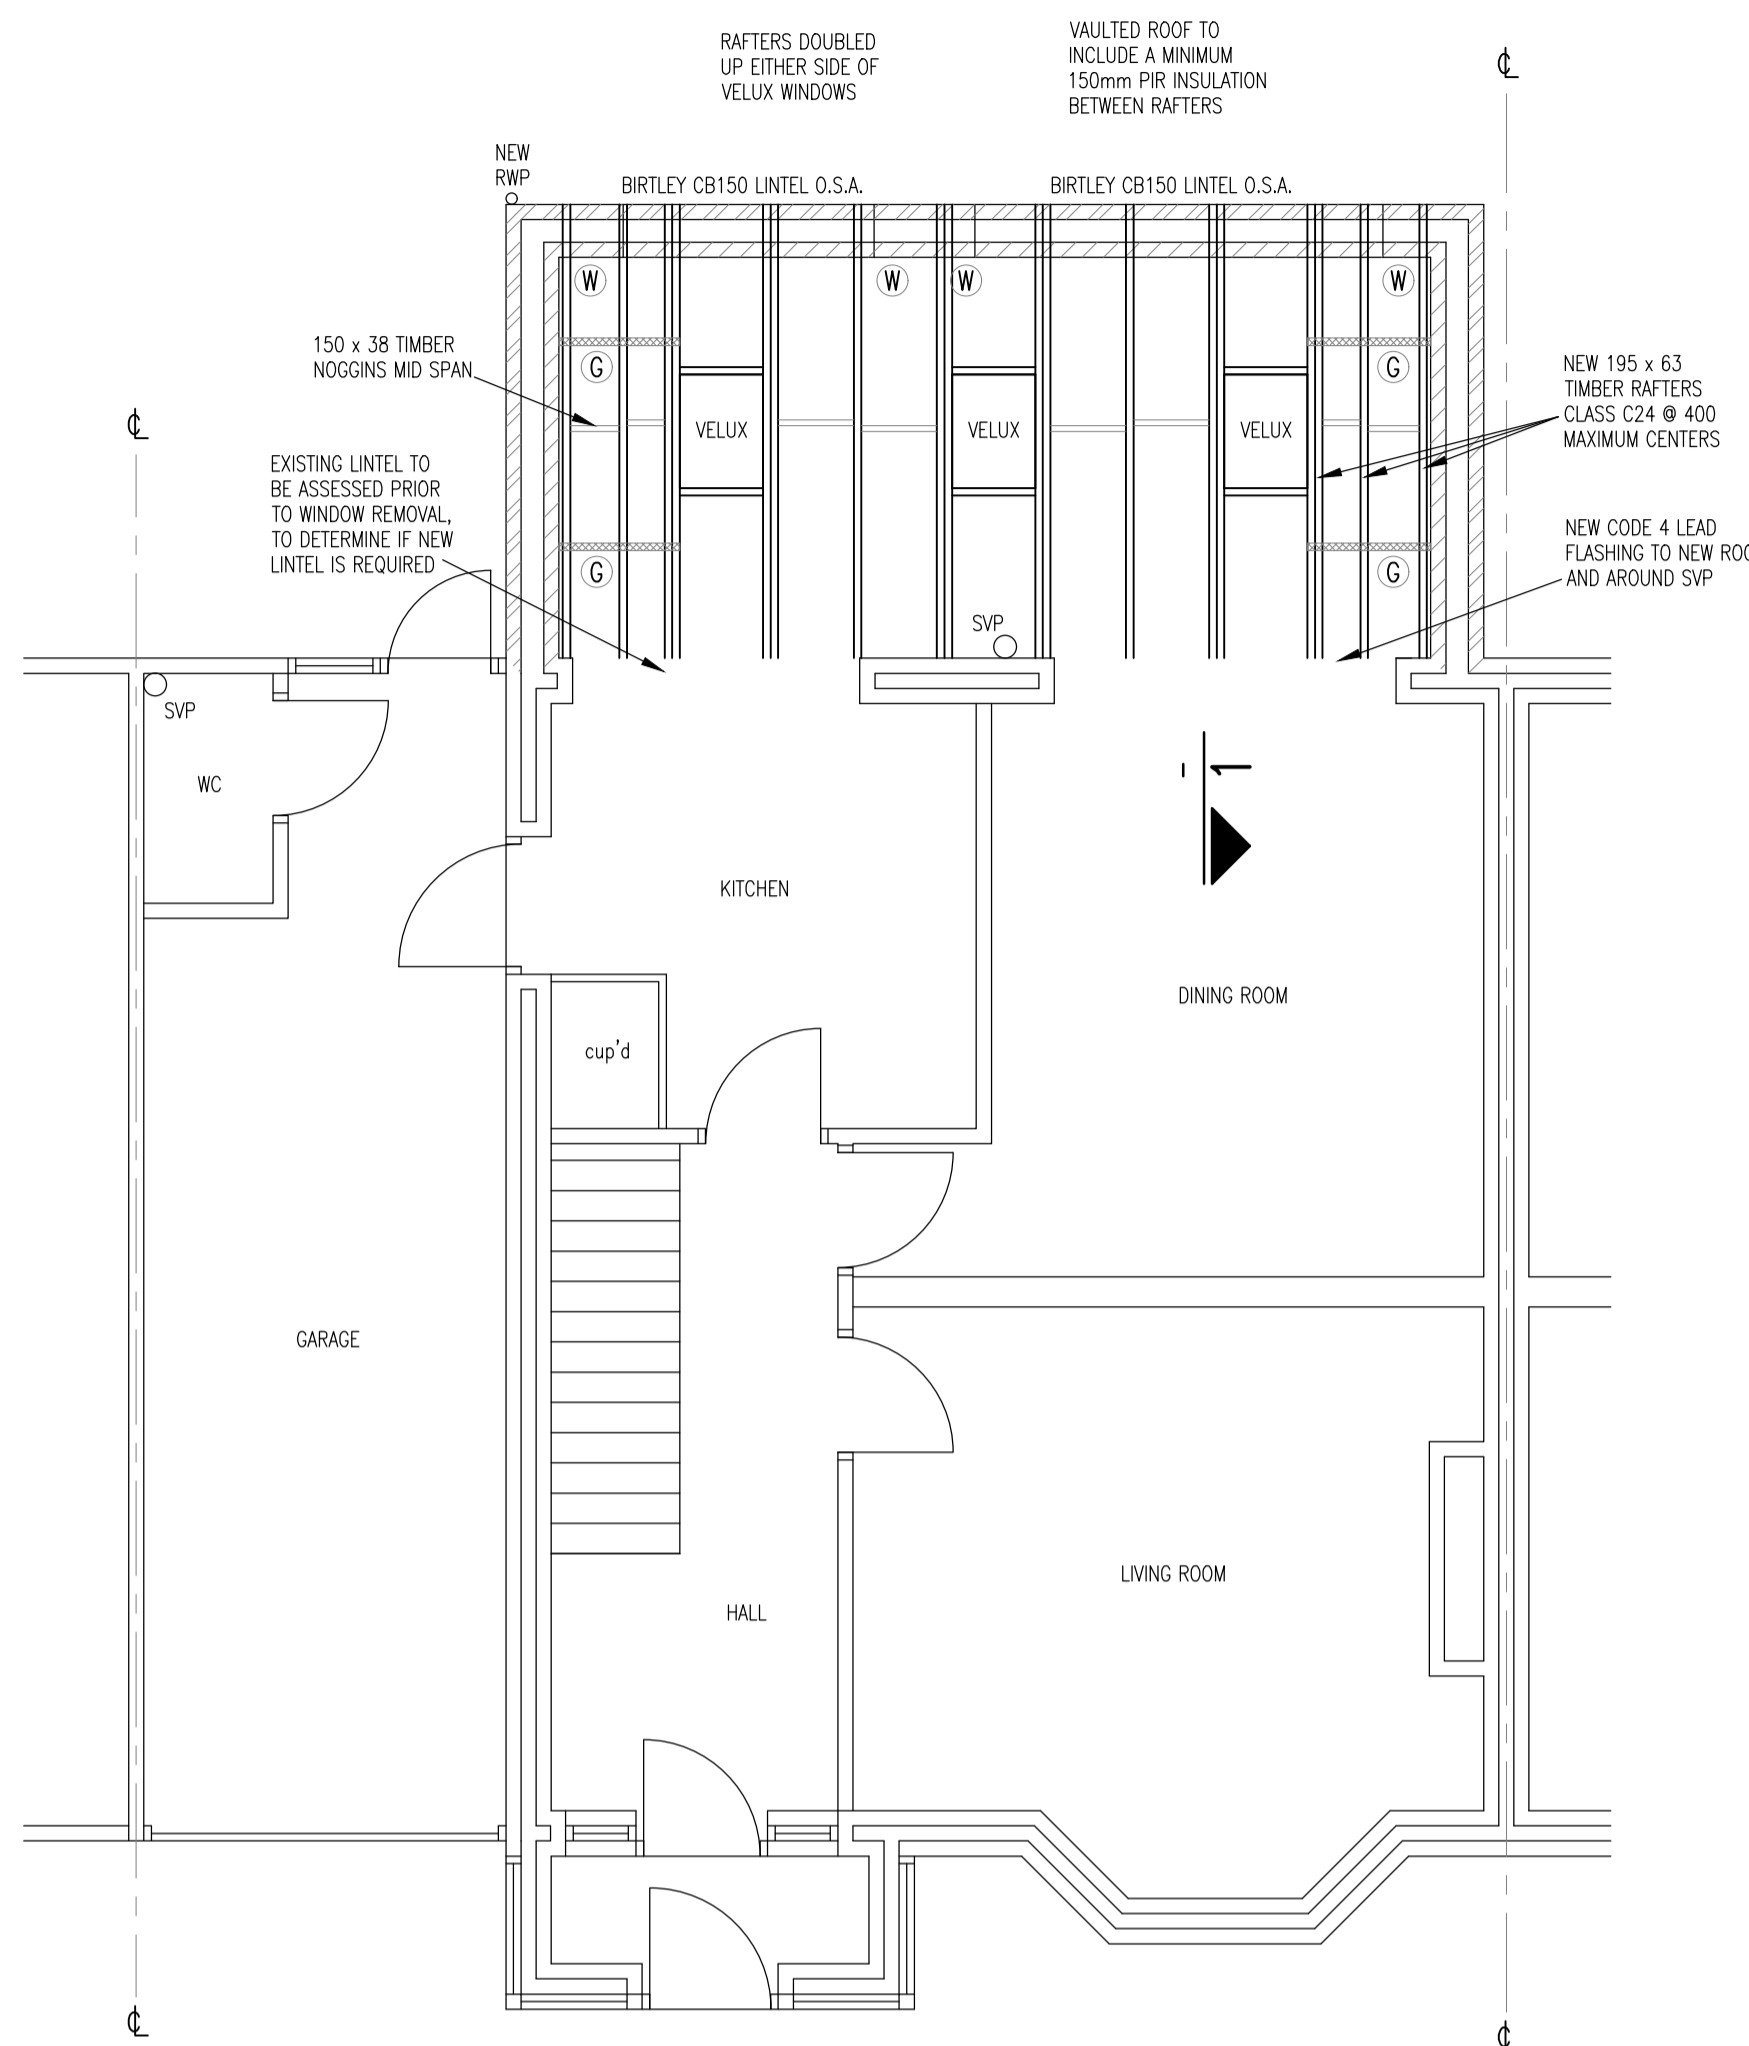 RAFTERS DOUBLED
UP EITHER SIDE OF
VELUX WINDOWS
VAULTED ROOF TO
INCLUDE A MINIMUM
150mm PIR INSULATION
BETWEEN RAFTERS
℄
NEW
RWP
BIRTLEY CB150 LINTEL O.S.A.
BIRTLEY CB150 LINTEL O.S.A.
W
W
W
W
150 x 38 TIMBER
NOGGINS MID SPAN
G
G
NEW 195 x 63
TIMBER RAFTERS
CLASS C24 @ 400
MAXIMUM CENTERS
℄
VELUX
VELUX
VELUX
EXISTING LINTEL TO
BE ASSESSED PRIOR
TO WINDOW REMOVAL,
TO DETERMINE IF NEW
LINTEL IS REQUIRED
NEW CODE 4 LEAD
FLASHING TO NEW ROO
AND AROUND SVP
G
G
SVP
SVP
WC
- 1
KITCHEN
DINING ROOM
cup'd
GARAGE
LIVING ROOM
HALL
℄
℄